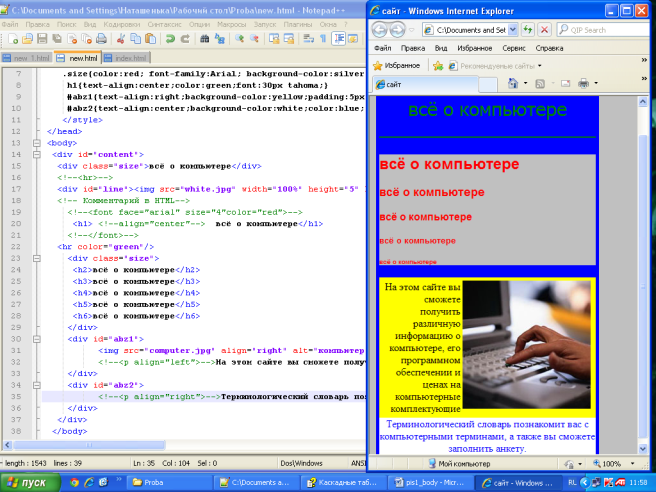 C:\Documents and Settings\Наташоника\Рабочий стол\Proba\new.html - Notepad++
Файл Правка Поиск Вид Кодировки Синтаксис Опции Макросы Запуск Плагины Окна ?
new 1.html new.html index.html
7 .size{color:red; font-family:Arial; background-color:silver
8 h1{text-align:center;color:green;font:30px tahoma;}
9 #abz1{text-align:right;background-color:yellow;padding:5px
10 #abz2{text-align:center;background-color:white;color:blue;
11 </style>
12 </head>
13 <body>
14 <div id="content">
15 <div class="size">всё о компьютере</div>
16 <!--<hr>-->
17 <div id="line"><img src="white.jpg" width="100%" height="5"
18 <!-- Комментарий в HTML-->
19 <!--<font face="arial" size="4"color="red">-->
20 <h1> <!--align="center"--> всё о компьютере</h1>
21 <!--</font>-->
22 <hr color="green"/>
23 <div class="size">
24 <h2>всё о компьютере</h2>
25 <h3>всё о компьютере</h3>
26 <h4>всё о компьютере</h4>
27 <h5>всё о компьютере</h5>
28 <h6>всё о компьютере</h6>
29 </div>
30 <div id="abz1">
31 <img src="computer.jpg" align="right" alt="компьютер
32 <!--<p align="left">-->На этом сайте вы сможете получ
33 </div>
34 <div id="abz2">
35 <!--<p align="right">-->Терминологический словарь поз
36 </div>
37 </div>
38 </body>
length : 1543 lines : 39 Ln : 35 Col : 104 Sel : 0 Dos\Windows ANSI
сайт - Windows Internet Explorer
C:\Documents and Set
QIP Search
Файл Правка Вид Избранное Сервис Справка
Избранное Рекомендуемые сайты
сайт
всё о компьютере
всё о компьютере
всё о компьютере
всё о компьютере
всё о компьютере
всё о компьютере
На этом сайте вы
сможете
получить
различную
информацию о
компьютере, его
программном
обеспечении и
ценах на
компьютерные
комплектующие
Терминологический словарь познакомит вас с
компьютерными терминами, а также вы сможете
заполнить анкету.
Мой компьютер 100%
пуск Proba C:\Documents a... Каскадные таб... pis1_body - Micr... сайт - Windows ... RU 11:58